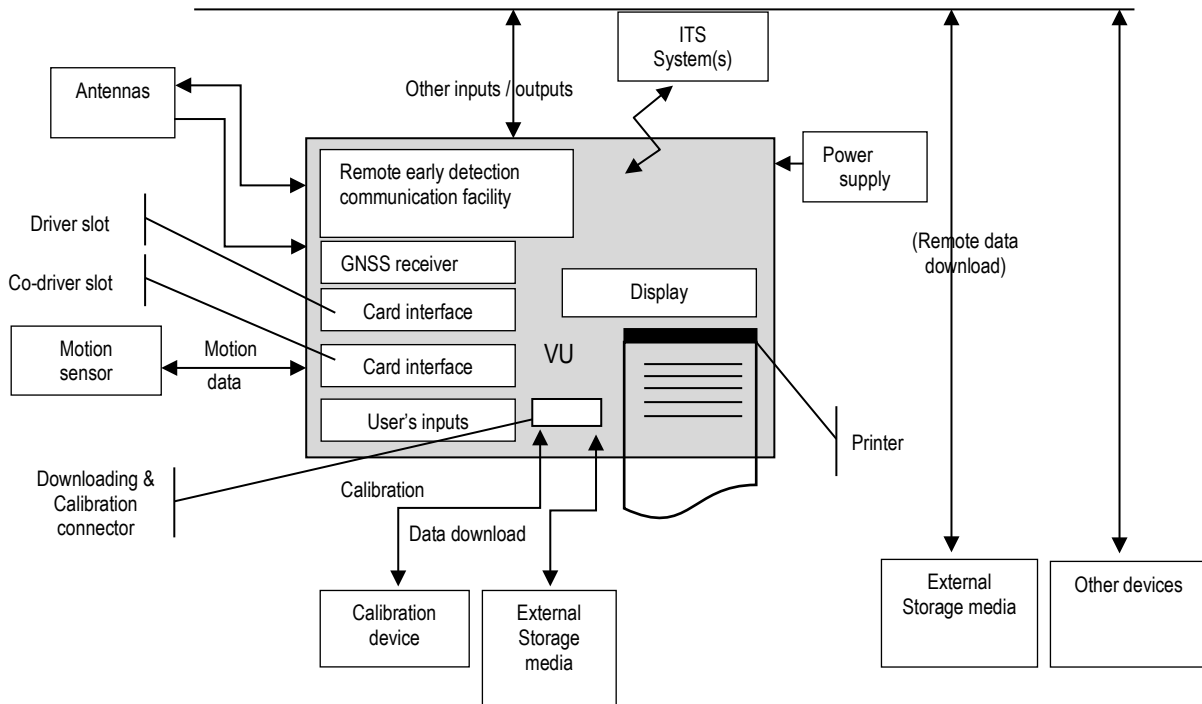 ITS
System(s)
Antennas
Other inputs / outputs
Power
supply
Remote early detection
communication facility
Driver slot
(Remote data
download)
GNSS receiver
Co-driver slot
Display
Card interface
Motion
sensor
Motion
data
VU
Card interface
User's inputs
Printer
Downloading &
Calibration
connector
Calibration
Data download
Calibration
device
External
Storage
media
External
Storage media
Other devices